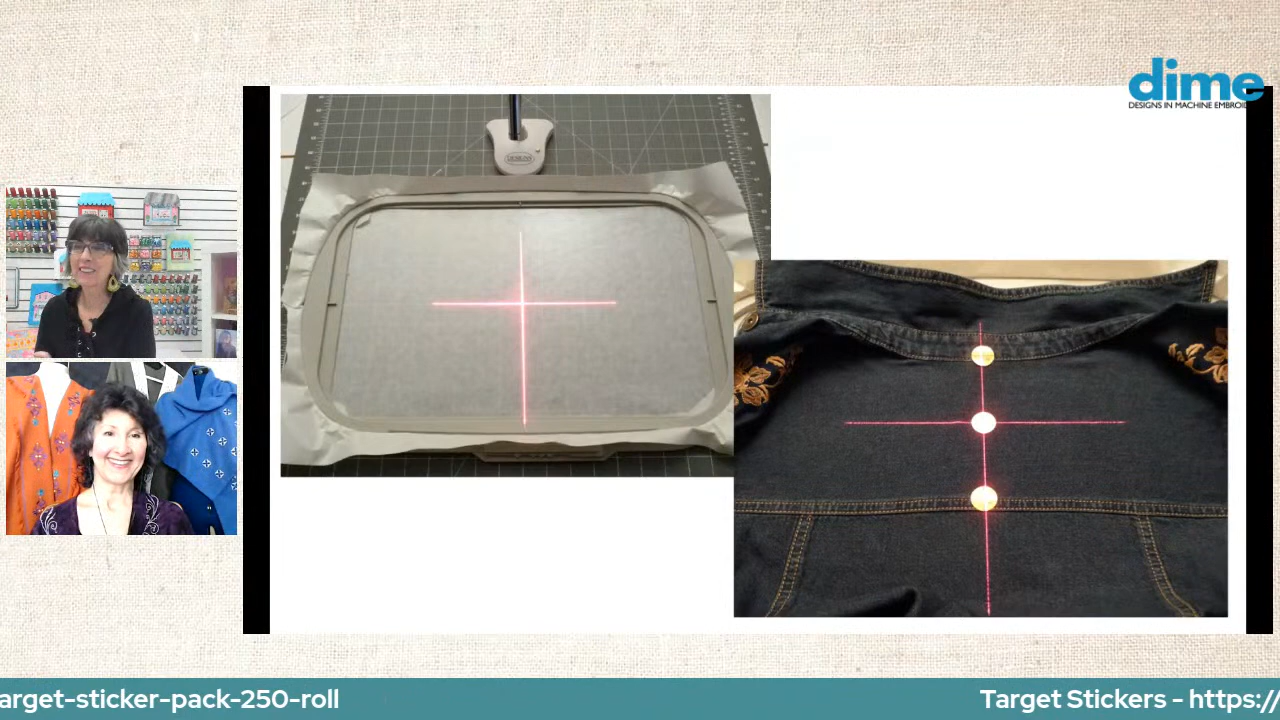 dime
DESIGNS IN MACHINE EMBROI
arget-sticker-pack-250-roll
Target Stickers - https://